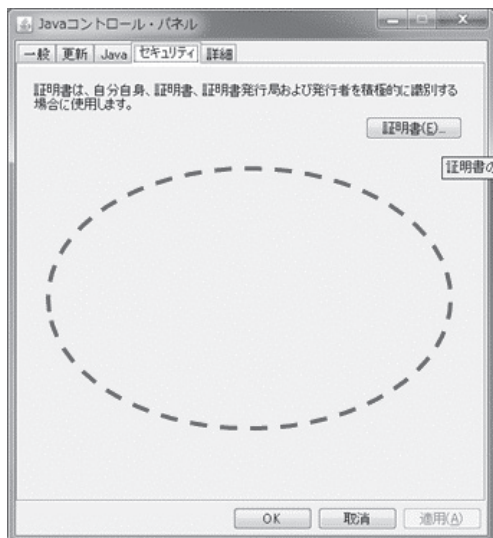 Javaコントロール・パネル
一般 更新 Java セキュリティ 詳細
証明書は、自分自身、証明書、証明書発行局および発行者を積極的に識別する
場合に使用します。
証明書(E)...
証明書の
OK 取消 適用(A)